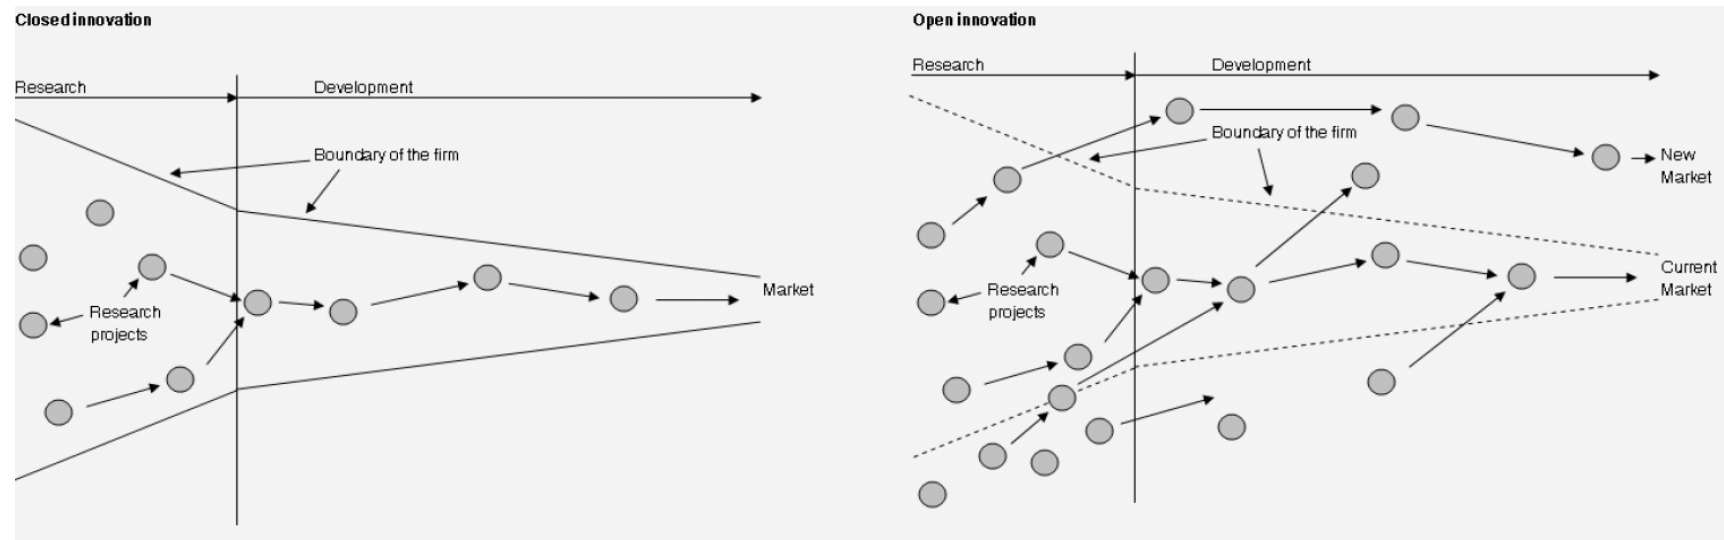 Closed innovation
Research
Development
Boundary of the firm
Research
projects
Market
Open innovation
Research
Development
Boundary of the firm
New
Market
Research
projects
Current
Market